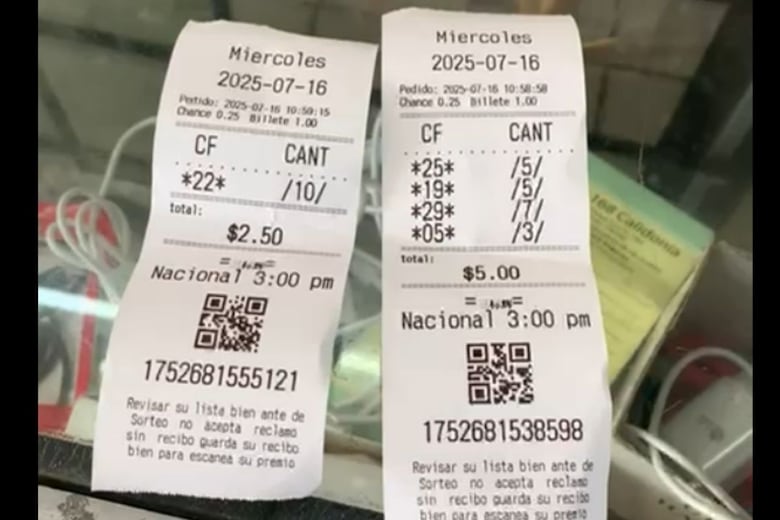 Miercoles
2025-07-16
Pedido: 2025-07-16 10:59:15
Chance 0.25 Billete 1.00
CF CANT
*22* /10/
total:
$2.50
Nacional 3:00 pm
1752681555121
Revisar su lista bien ante de
Sorteo no acepta reclamo
sin recibo guarda su recibo
bien para escanea su premio
Miercoles
2025-07-16
Pedido: 2025-07-16 10:58:58
Chance 0.25 Billete 1.00
CF CANT
*25* /5/
*19* /5/
*29* /7/
*05* /3/
total:
$5.00
Nacional 3:00 pm
1752681538598
Revisar su lista bien ante de
Sorteo no acepta reclamo
sin recibo guarda su recibo
bien para escanea su premio
168 Calidonia